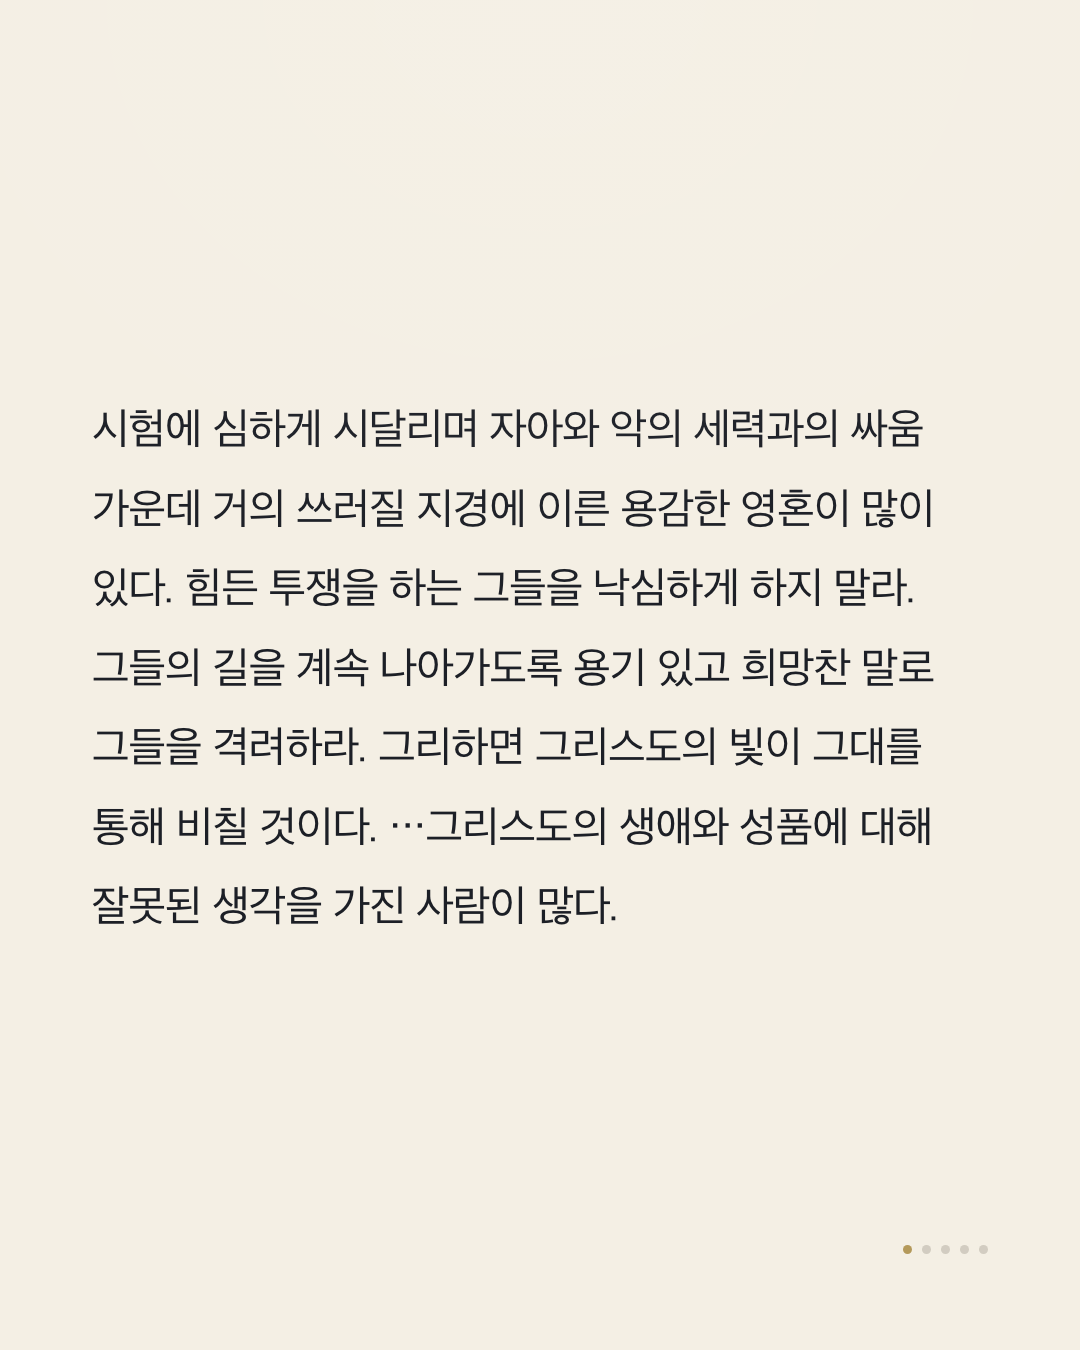 시험에 심하게 시달리며 자아와 악의 세력과의 싸움
가운데 거의 쓰러질 지경에 이른 용감한 영혼이 많이
있다. 힘든 투쟁을 하는 그들을 낙심하게 하지 말라.
그들의 길을 계속 나아가도록 용기 있고 희망찬 말로
그들을 격려하라. 그리하면 그리스도의 빛이 그대를
통해 비칠 것이다. …그리스도의 생애와 성품에 대해
잘못된 생각을 가진 사람이 많다.